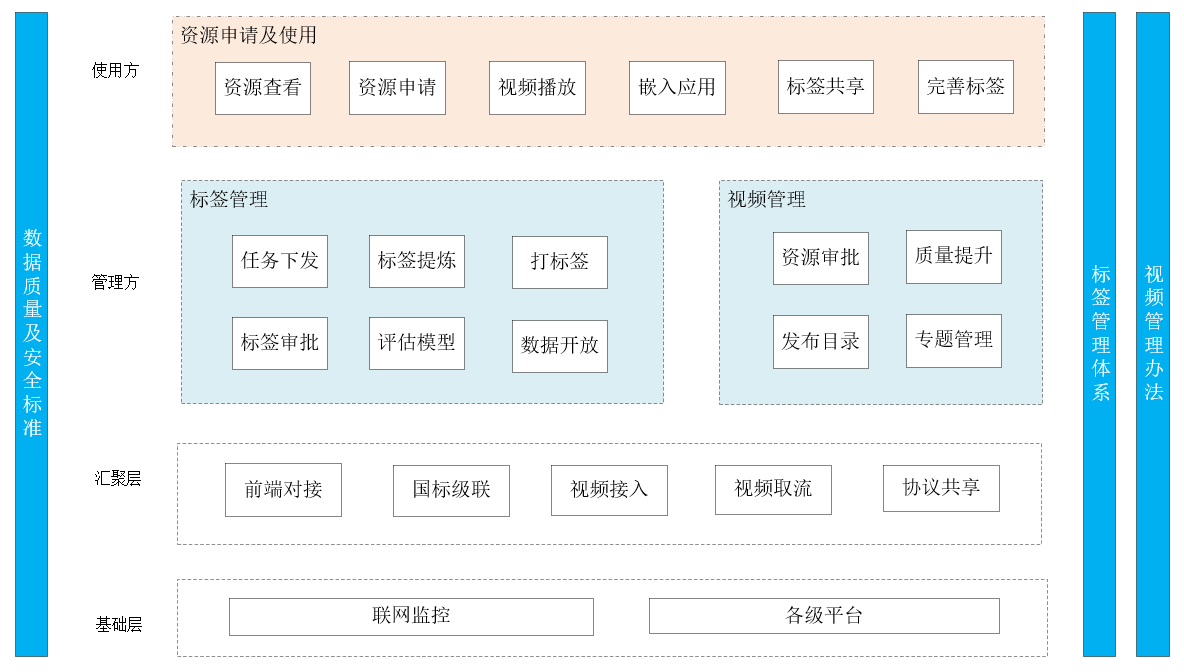 数据质量及安全标准
使用方
资源申请及使用
资源查看
资源申请
视频播放
嵌入应用
标签共享
完善标签
管理方
标签管理
任务下发
标签提炼
打标签
标签审批
评估模型
数据开放
视频管理
资源审批
质量提升
发布目录
专题管理
汇聚层
前端对接
国标级联
视频接入
视频取流
协议共享
基础层
联网监控
各级平台
标签管理体系
视频管理办法